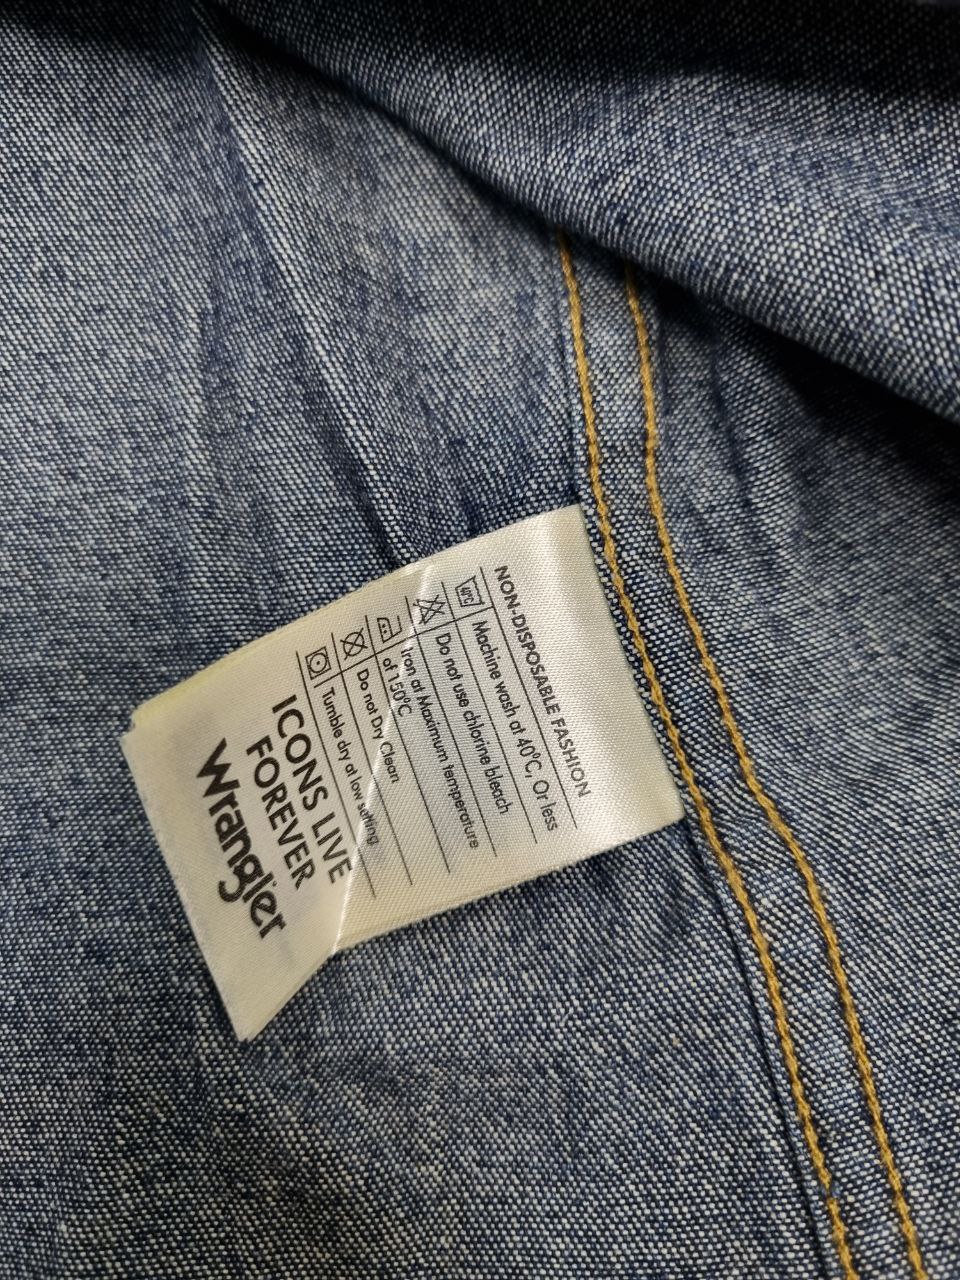 NON-DISPOSABLE FASHION
40°C Machine wash at 40°C, Or less
Do not use chlorine bleach
Iron at Maximum temperature
of 150°C
Do not Dry Clean
Tumble dry at low setting
ICONS LIVE
FOREVER
Wrangler